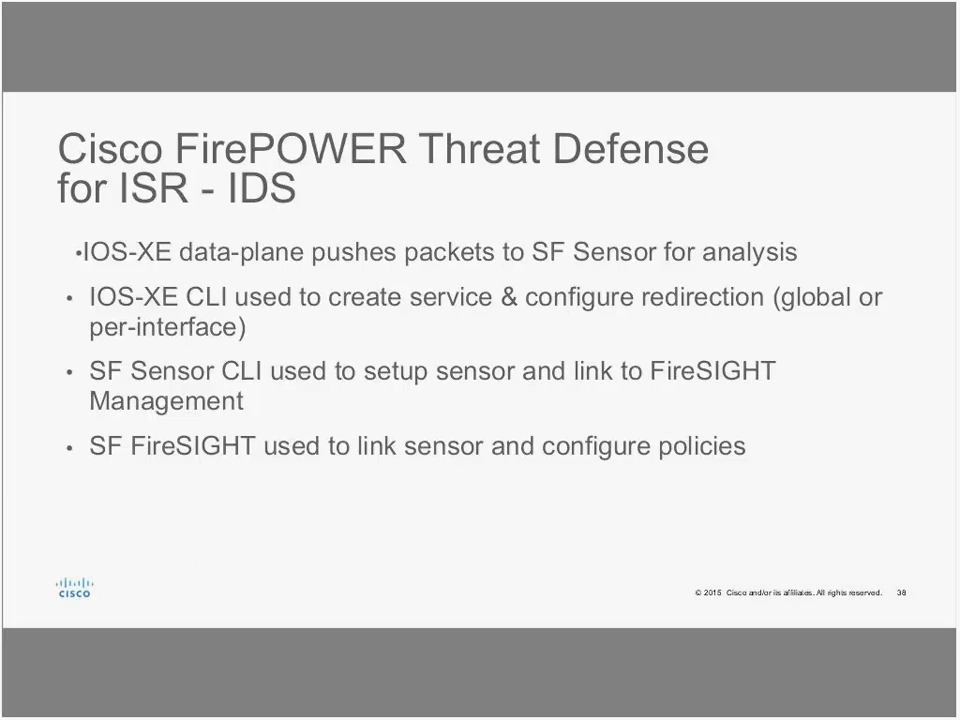 Cisco FirePOWER Threat Defense
for ISR - IDS
•IOS-XE data-plane pushes packets to SF Sensor for analysis
• IOS-XE CLI used to create service & configure redirection (global or
per-interface)
• SF Sensor CLI used to setup sensor and link to FireSIGHT
Management
• SF FireSIGHT used to link sensor and configure policies
CISCO
© 2015 Cisco and/or its affiliates. All rights reserved. 38